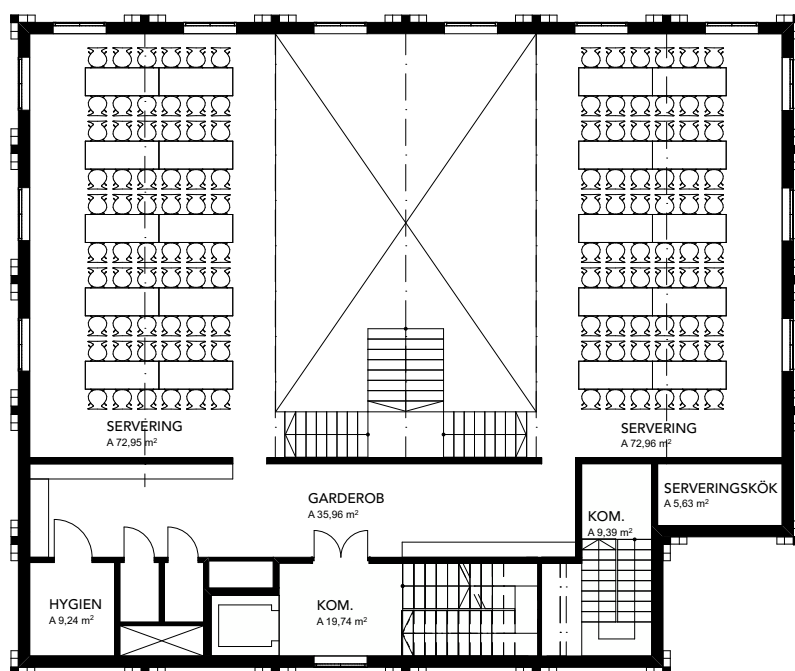 SERVERING
A 72,95 m²
SERVERING
A 72,96 m²
GARDEROB
A 35,96 m²
SERVERINGSKÖK
A 5,63 m²
KOM.
A 9,39 m²
HYGIEN
A 9,24 m²
KOM.
A 19,74 m²